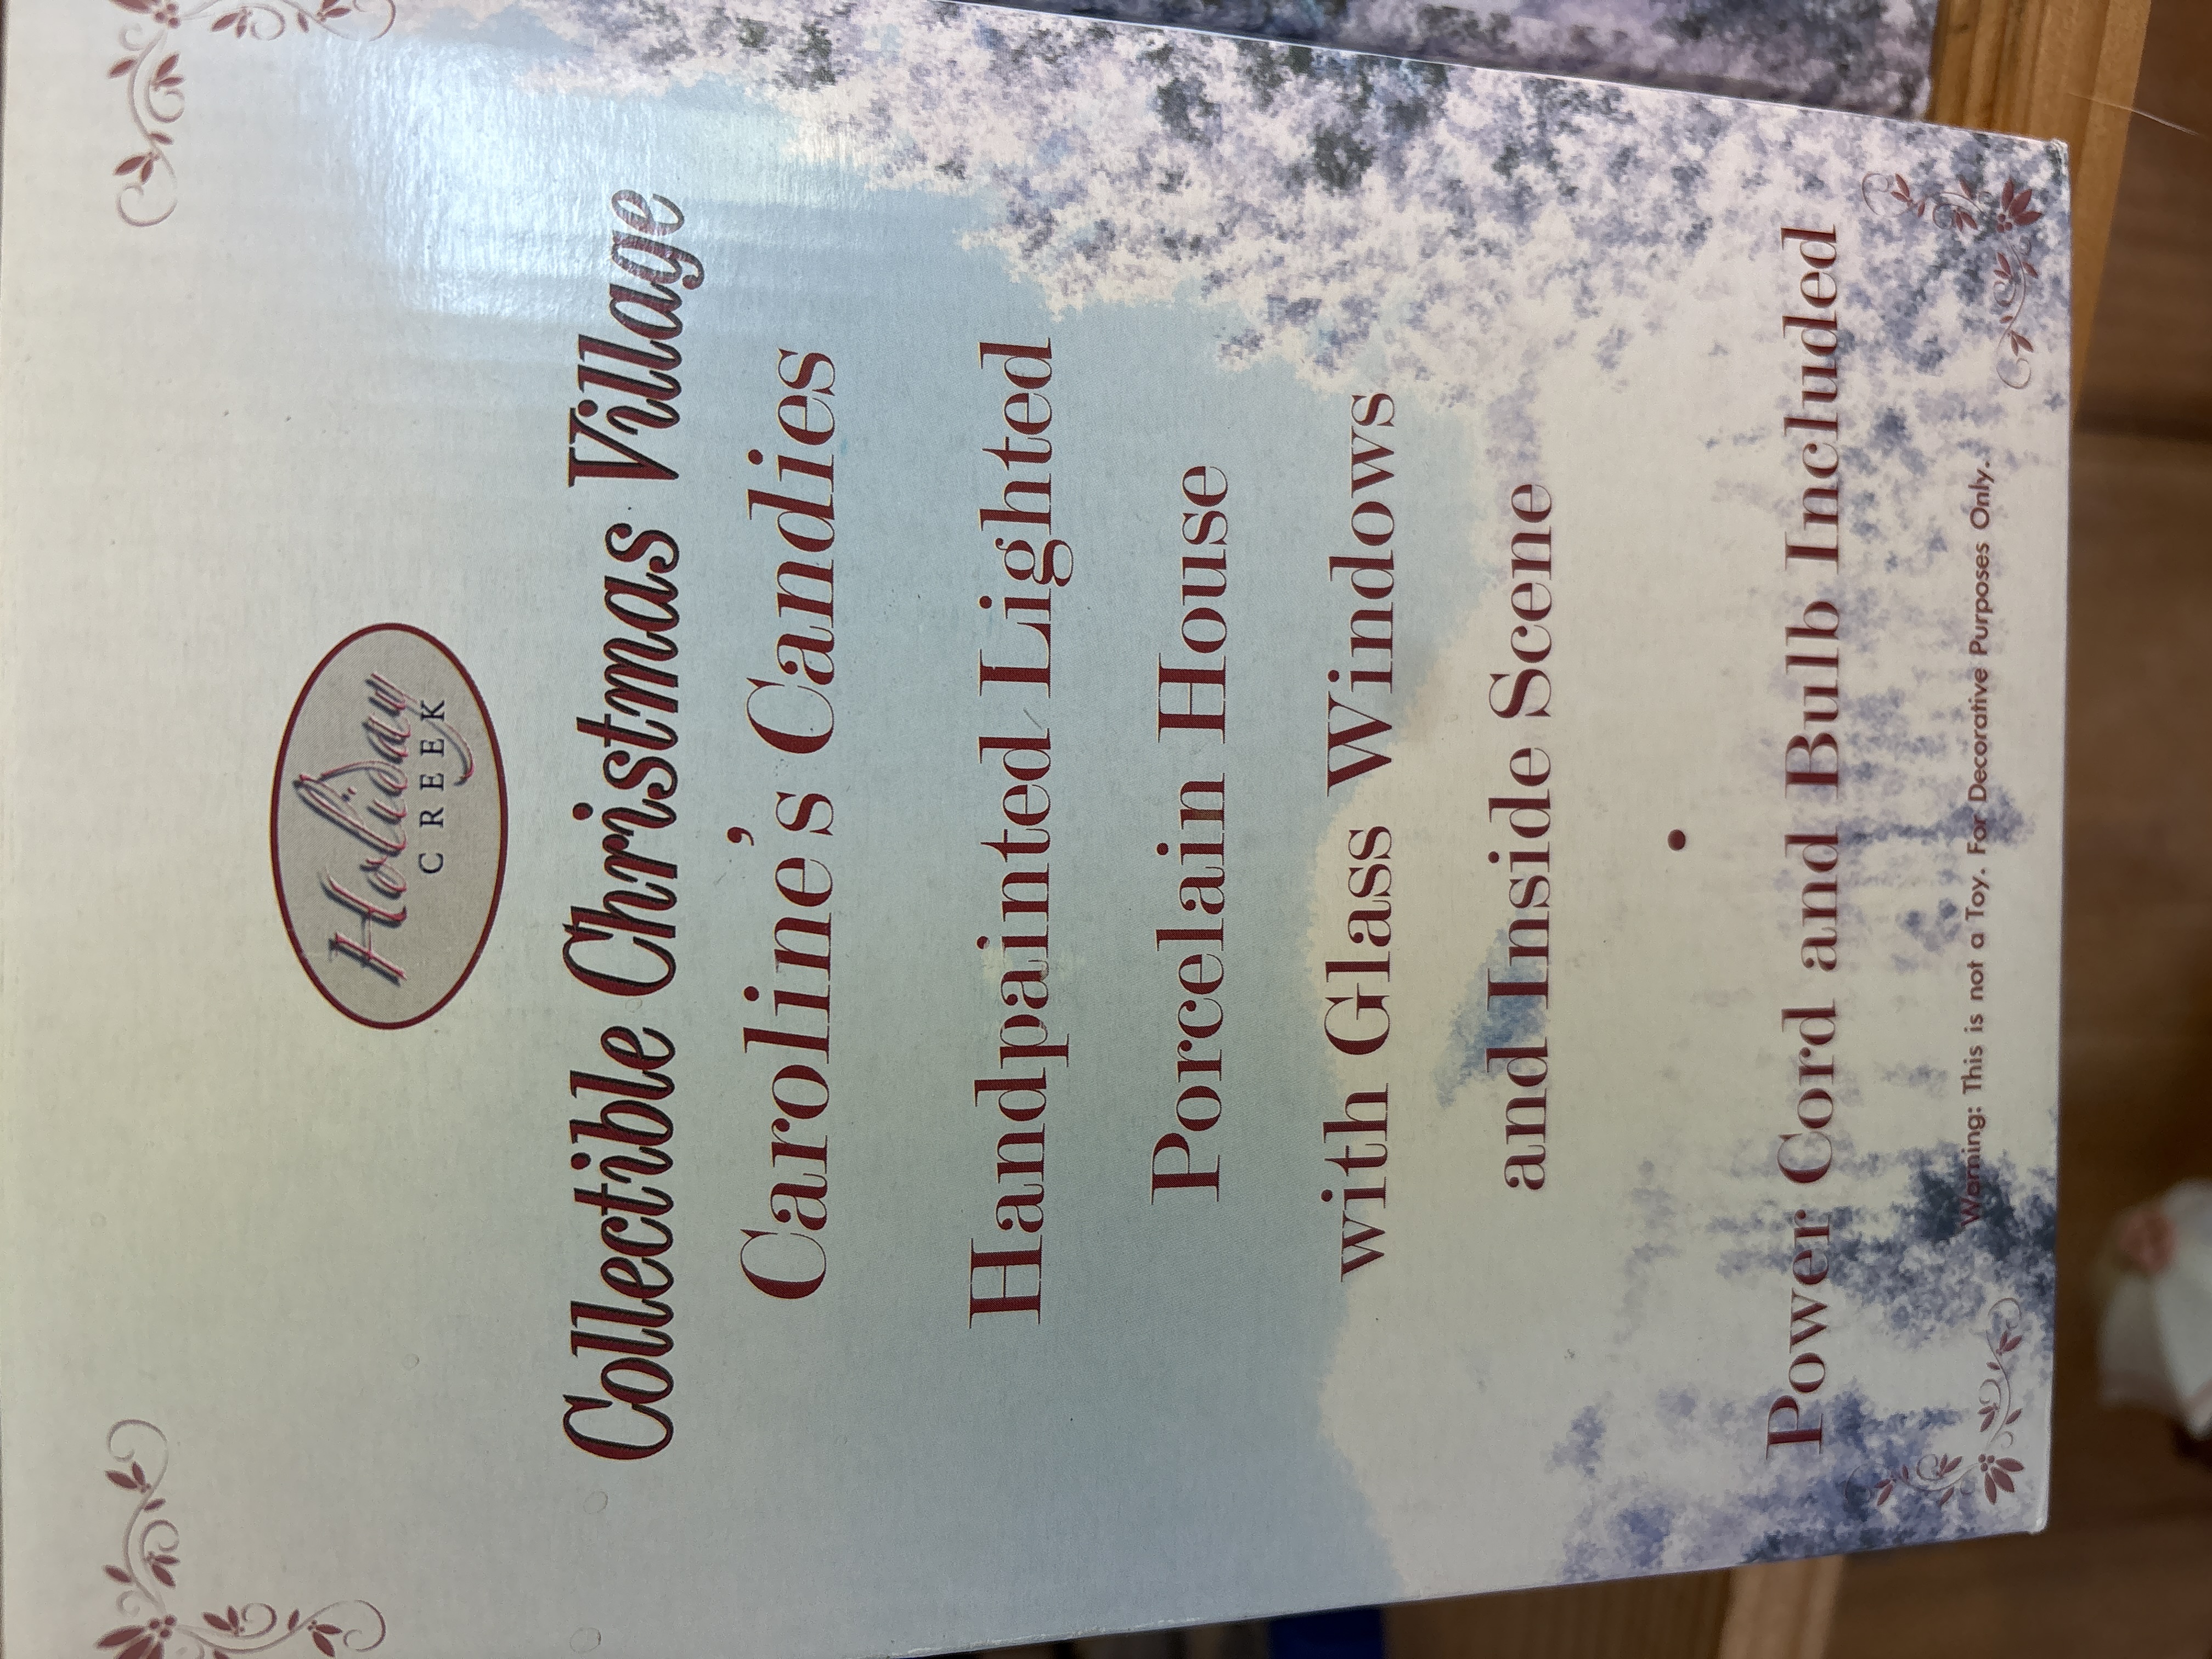 Holiday
CREEK
Collectible Christmas Village
Caroline's Candies
Handpainted Lighted
Porcelain House
with Glass Windows
and Inside Scene
•
Power Cord and Bulb Included
Warning: This is not a Toy. For Decorative Purposes Only.